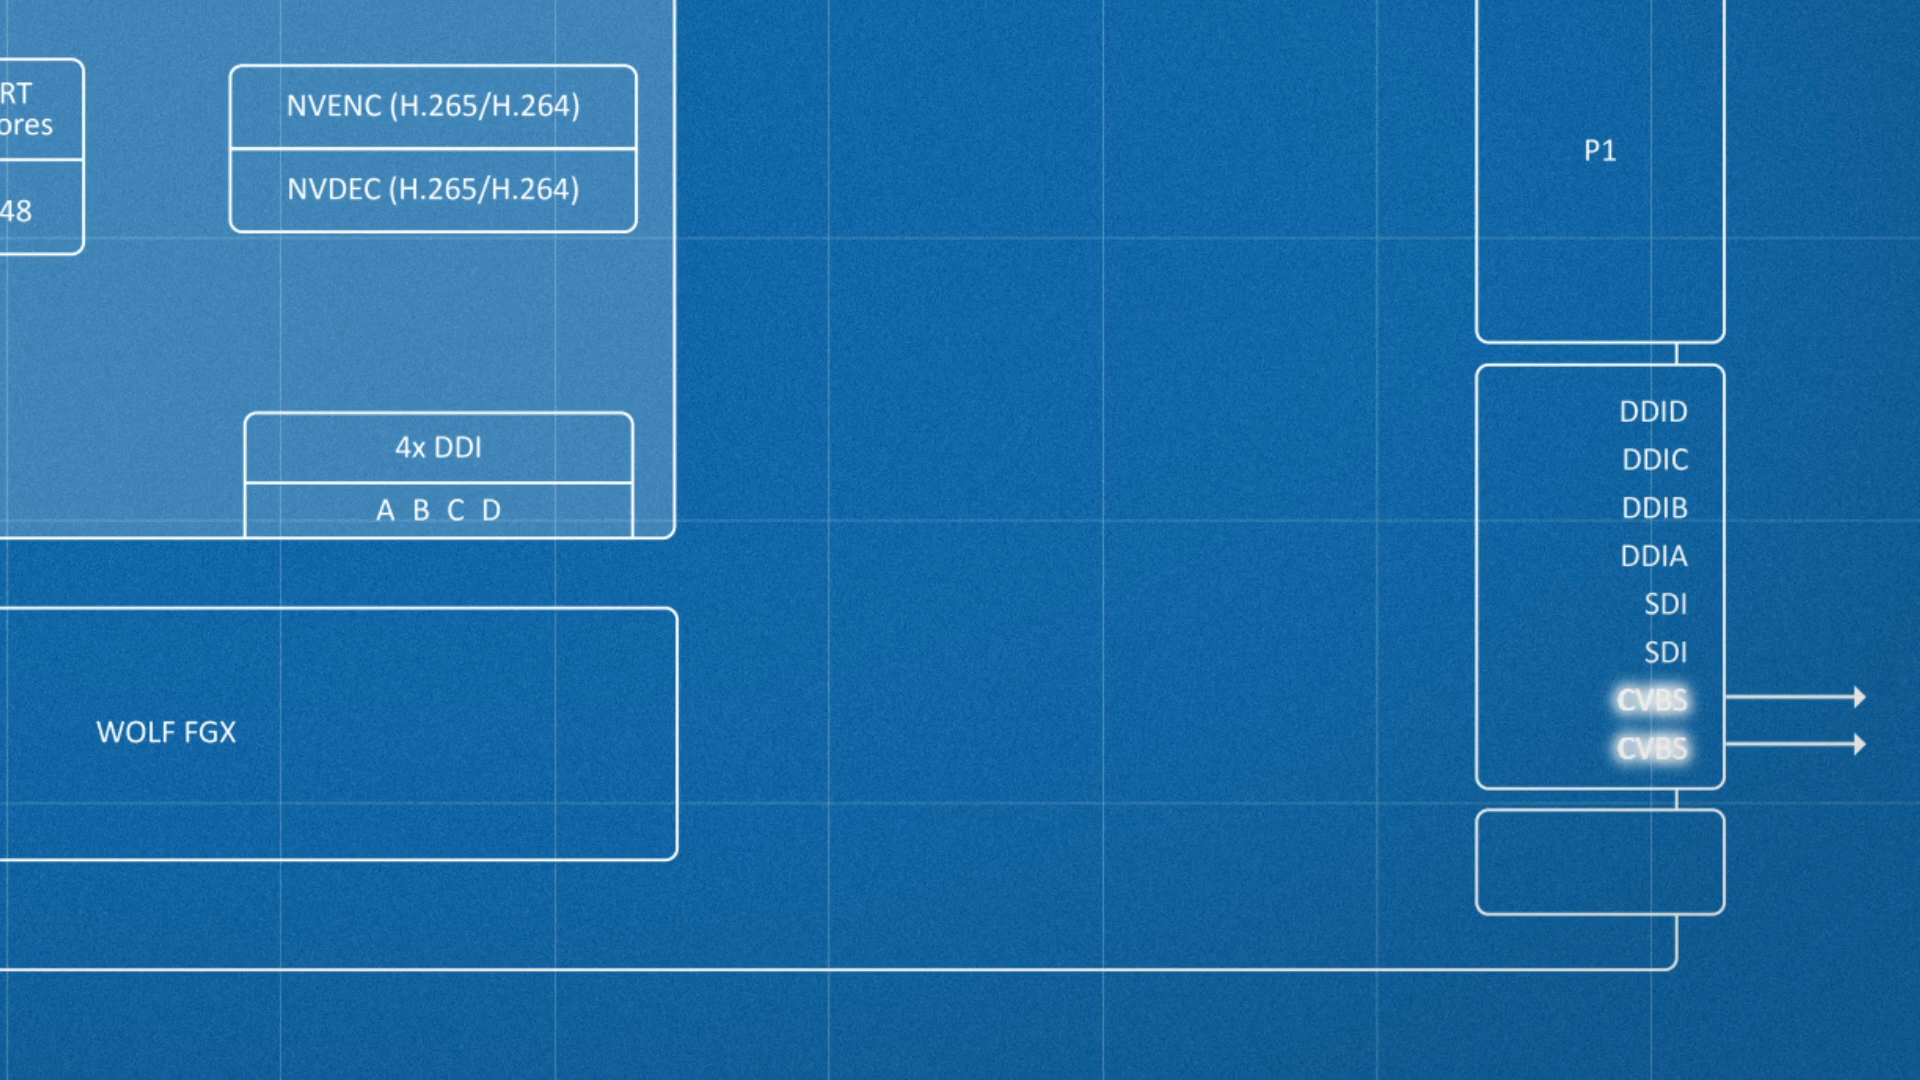 RT
ores
48
NVENC (H.265/H.264)
NVDEC (H.265/H.264)
4x DDI
A B C D
WOLF FGX
P1
DDID
DDIC
DDIB
DDIA
SDI
SDI
CVBS
CVBS